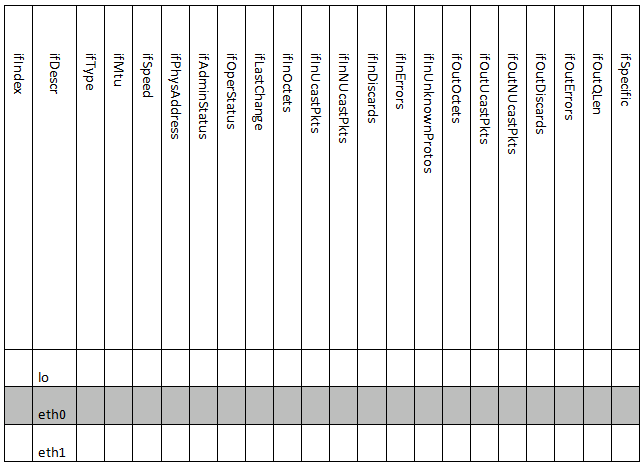 ifIndex
ifDescr
ifType
ifMtu
ifSpeed
ifPhysAddress
ifAdminStatus
ifOperStatus
ifLastChange
ifInOctets
ifInUcastPkts
ifInNUcastPkts
ifInDiscards
ifInErrors
ifInUnknownProtos
ifOutOctets
ifOutUcastPkts
ifOutNUcastPkts
ifOutDiscards
ifOutErrors
ifOutQLen
ifSpecific
lo
eth0
eth1